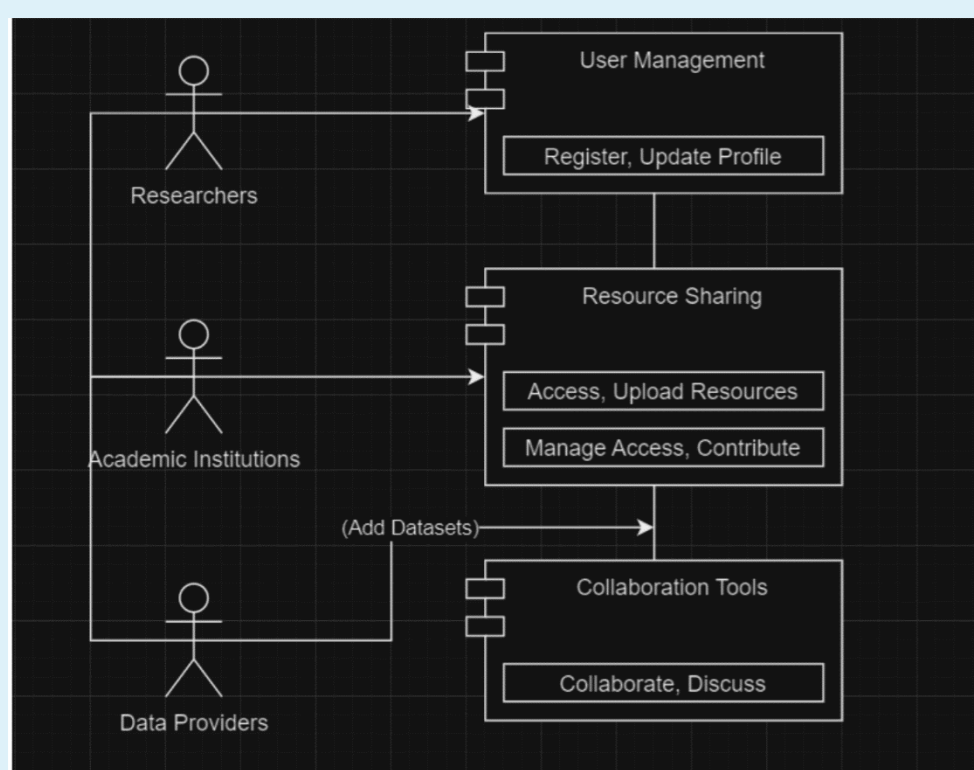 User Management
Register, Update Profile
Researchers
Resource Sharing
Access, Upload Resources
Manage Access, Contribute
Academic Institutions
(Add Datasets)
Collaboration Tools
Collaborate, Discuss
Data Providers